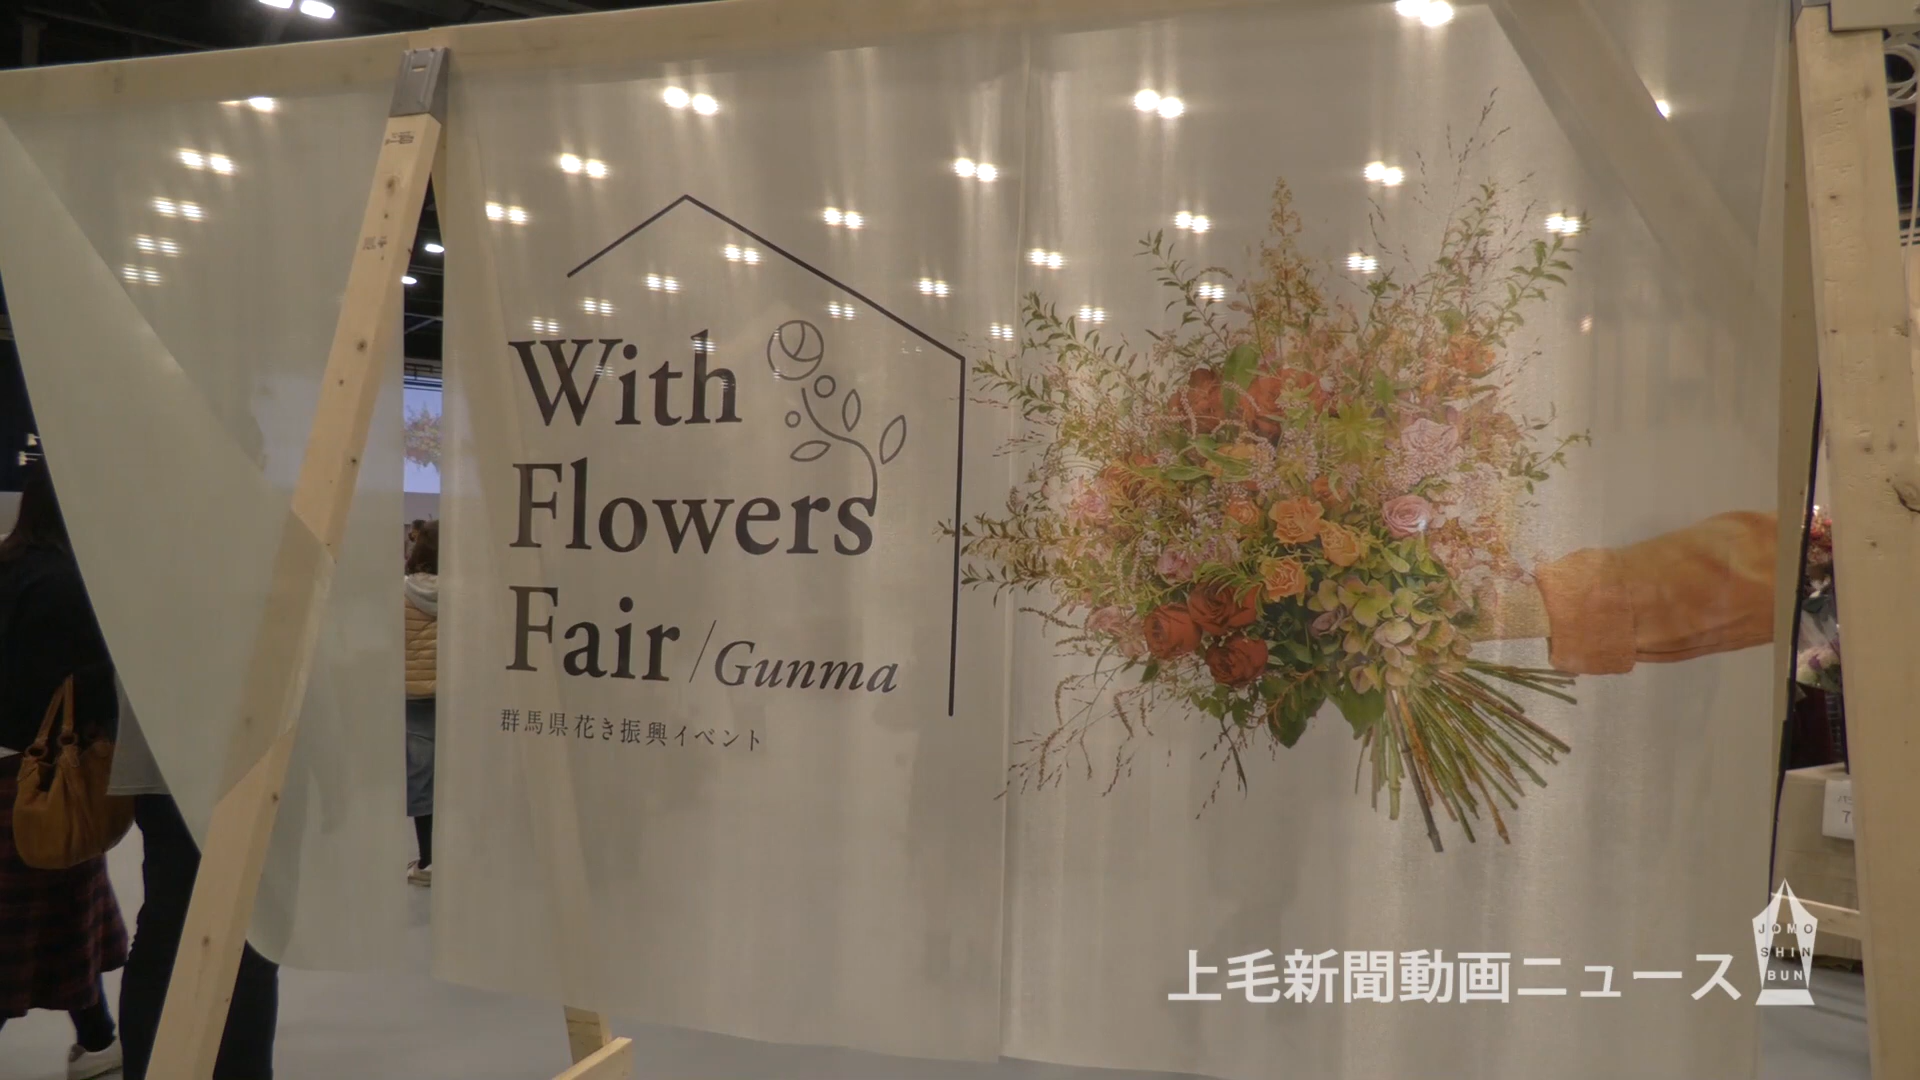 With
Flowers
Fair/Gunma
群馬県花き振興イベント
上毛新聞動画ニュース
JOMO
SHIN
BUN